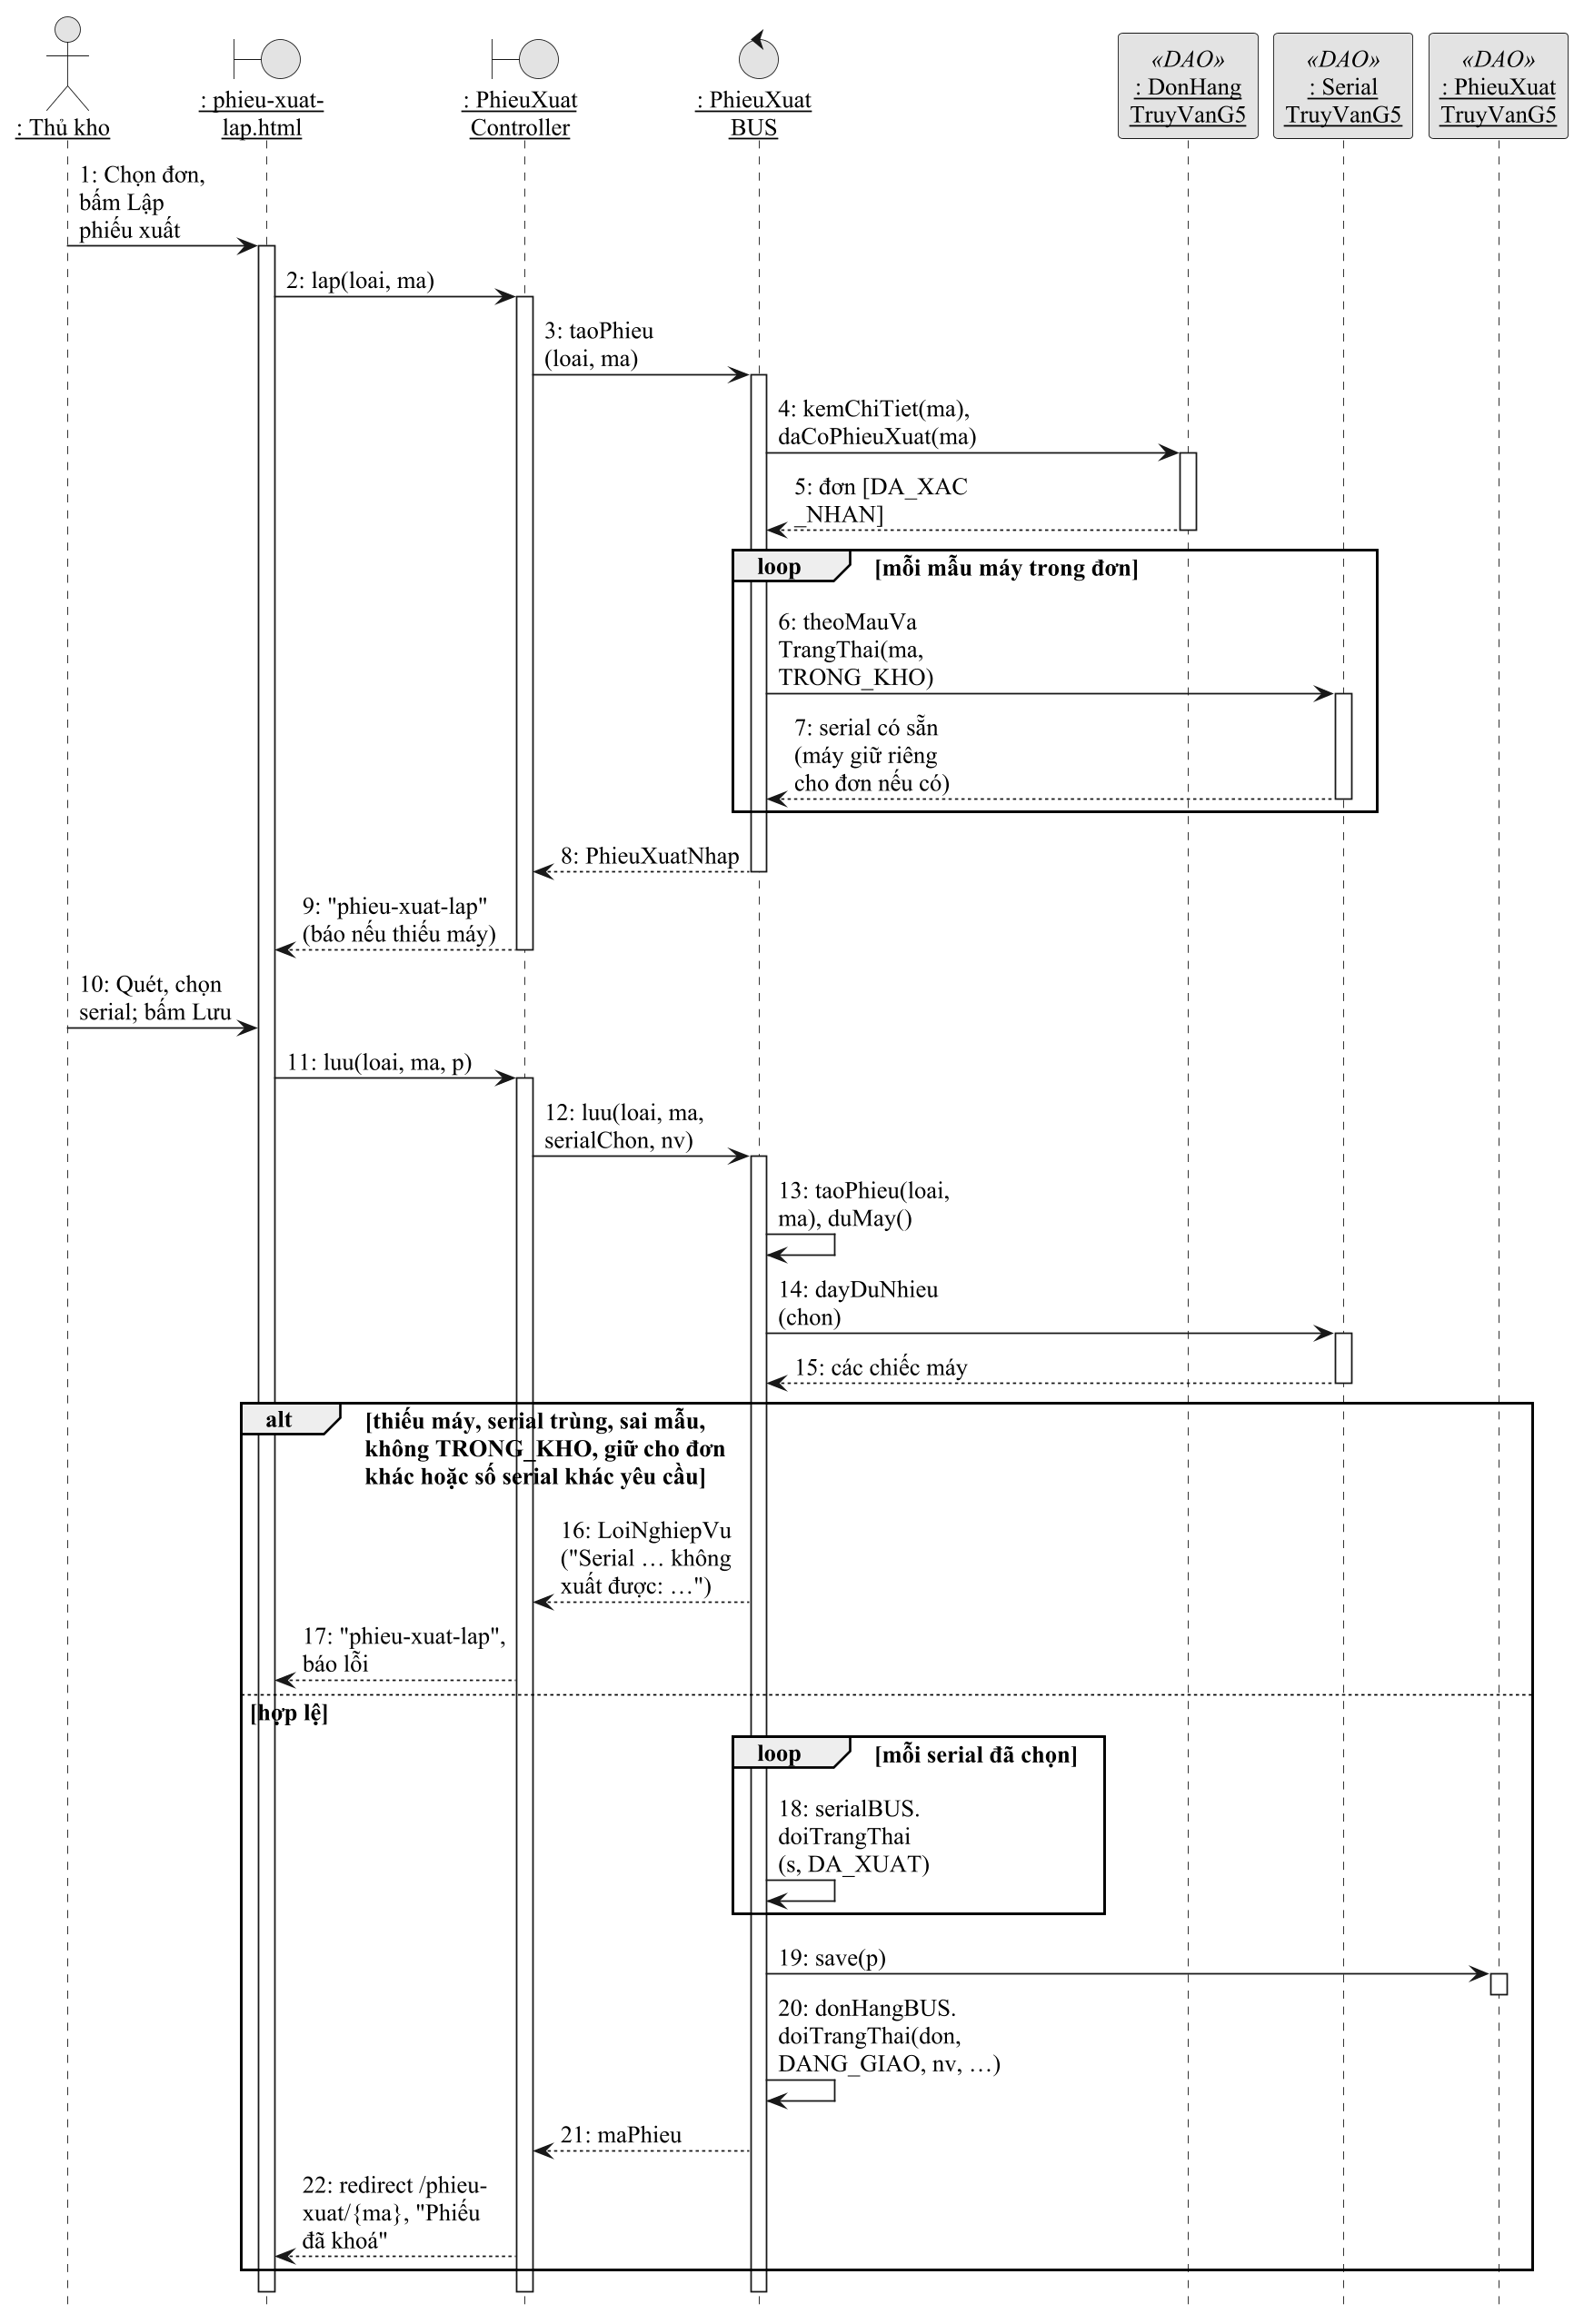 : Thủ kho
: phieu-xuat-
lap.html
: PhieuXuat
Controller
: PhieuXuat
BUS
«DAO»
: DonHang
TruyVanG5
«DAO»
: Serial
TruyVanG5
«DAO»
: PhieuXuat
TruyVanG5
1: Chọn đơn,
bấm Lập
phiếu xuất
2: lap(loai, ma)
3: taoPhieu
(loai, ma)
4: kemChiTiet(ma),
daCoPhieuXuat(ma)
5: đơn [DA_XAC
_NHAN]
loop
[mỗi mẫu máy trong đơn]
6: theoMauVa
TrangThai(ma,
TRONG_KHO)
7: serial có sẵn
(máy giữ riêng
cho đơn nếu có)
8: PhieuXuatNhap
9: "phieu-xuat-lap"
(báo nếu thiếu máy)
10: Quét, chọn
serial; bấm Lưu
11: luu(loai, ma, p)
12: luu(loai, ma,
serialChon, nv)
13: taoPhieu(loai,
ma), duMay()
14: dayDuNhieu
(chon)
15: các chiếc máy
alt
[thiếu máy, serial trùng, sai mẫu,
không TRONG_KHO, giữ cho đơn
khác hoặc số serial khác yêu cầu]
16: LoiNghiepVu
("Serial … không
xuất được: …")
17: "phieu-xuat-lap",
báo lỗi
[hợp lệ]
loop
[mỗi serial đã chọn]
18: serialBUS.
doiTrangThai
(s, DA_XUAT)
19: save(p)
20: donHangBUS.
doiTrangThai(don,
DANG_GIAO, nv, …)
21: maPhieu
22: redirect /phieu-
xuat/{ma}, "Phiếu
đã khoá"